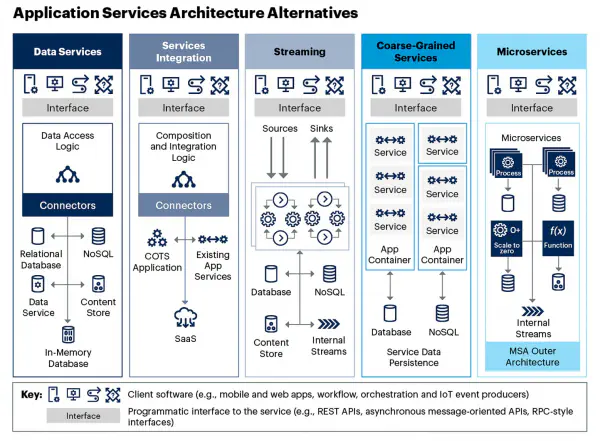 Application Services Architecture Alternatives
Data Services
Interface
Data Access
Logic
Connectors
Relational
Database
NoSQL
Data
Service
Content
Store
In-Memory
Database
Services
Integration
Interface
Composition
and Integration
Logic
Connectors
COTS
Application
Existing
App
Services
SaaS
Streaming
Interface
Sources
Sinks
Database
NoSQL
Content
Store
Internal
Streams
Coarse-Grained
Services
Interface
Service
Service
Service
App
Container
Service
Service
Service
App
Container
Database
NoSQL
Service Data
Persistence
Microservices
Interface
Microservices
Process
Process
0+
Scale to
zero
f(x)
Function
Internal
Streams
MSA Outer
Architecture
Key:
Client software (e.g., mobile and web apps, workflow, orchestration and IoT event producers)
Interface
Programmatic interface to the service (e.g., REST APIs, asynchronous message-oriented APIs, RPC-style
interfaces)